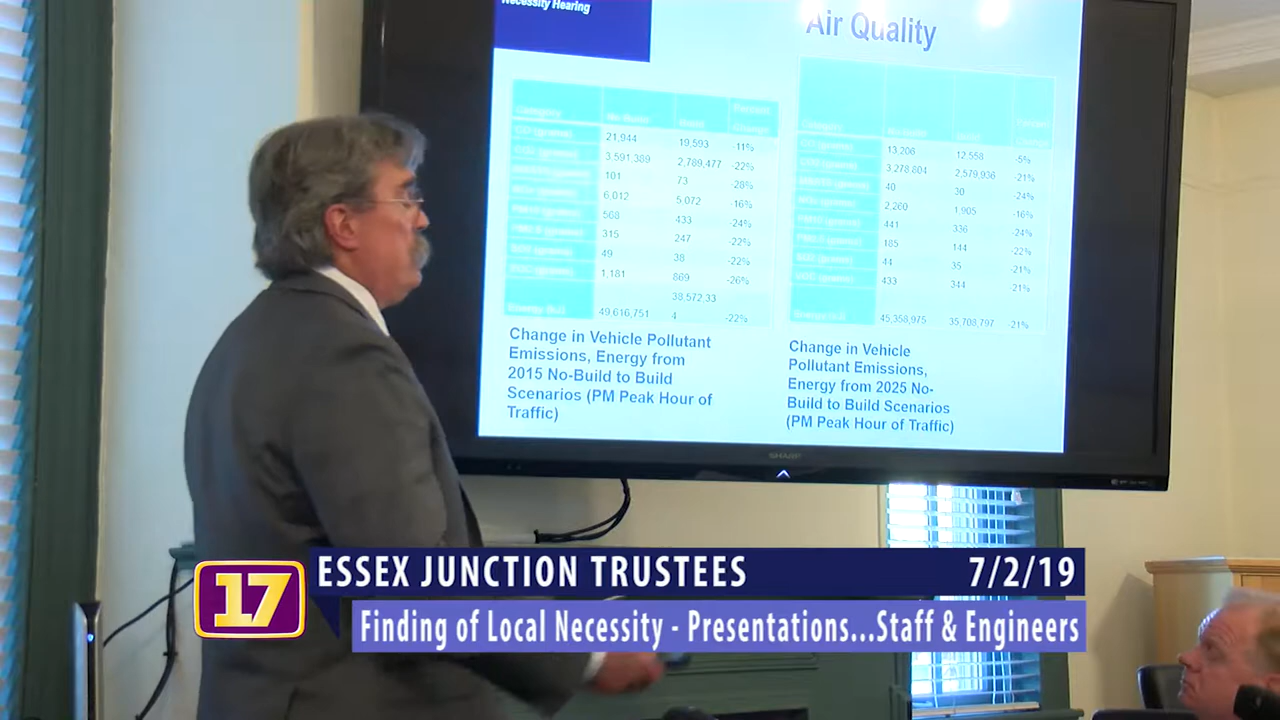 Necessity Hearing
Air Quality
21,944 19,593 -11%
3,591,389 2,789,477 -22%
101 73 -28%
6,012 5,072 -16%
568 433 -24%
315 247 -22%
49 38 -22%
1,181 869 -26%
38,572,33
49,616,751 4 -22%
Change in Vehicle Pollutant
Emissions, Energy from
2015 No-Build to Build
Scenarios (PM Peak Hour of
Traffic)
13,206 12,558 -5%
3,278,804 2,579,936 -21%
40 30 -24%
2,260 1,905 -16%
441 336 -24%
185 144 -22%
44 35 -21%
433 344 -21%
45,358,975 35,708,797 -21%
Change in Vehicle
Pollutant Emissions,
Energy from 2025 No-
Build to Build Scenarios
(PM Peak Hour of Traffic)
SHARP
17
ESSEX JUNCTION TRUSTEES 7/2/19
Finding of Local Necessity - Presentations...Staff & Engineers